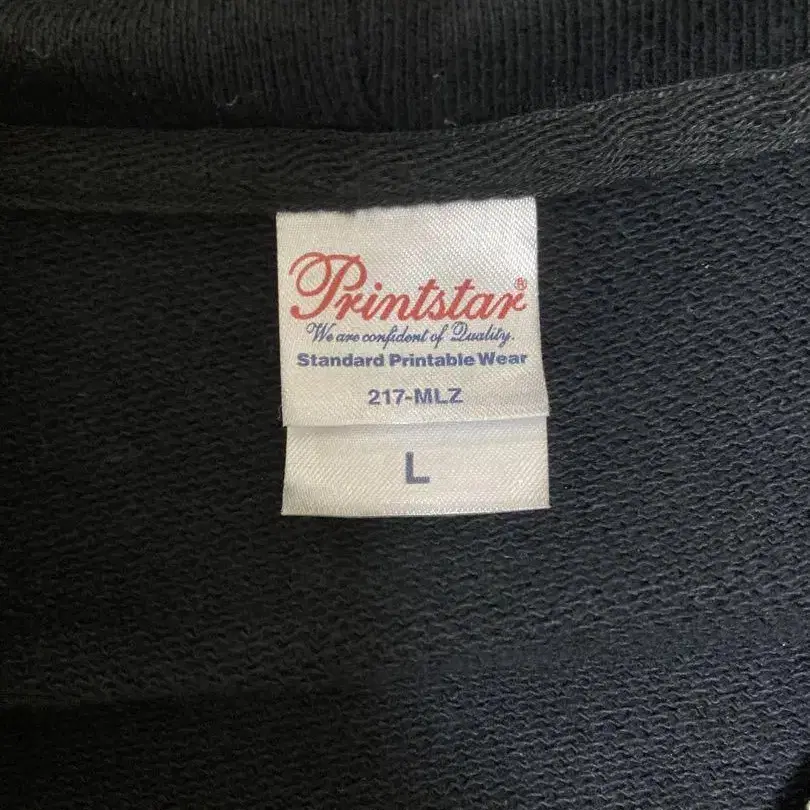 Printstar®
We are confident of Quality.
Standard Printable Wear
217-MLZ
L